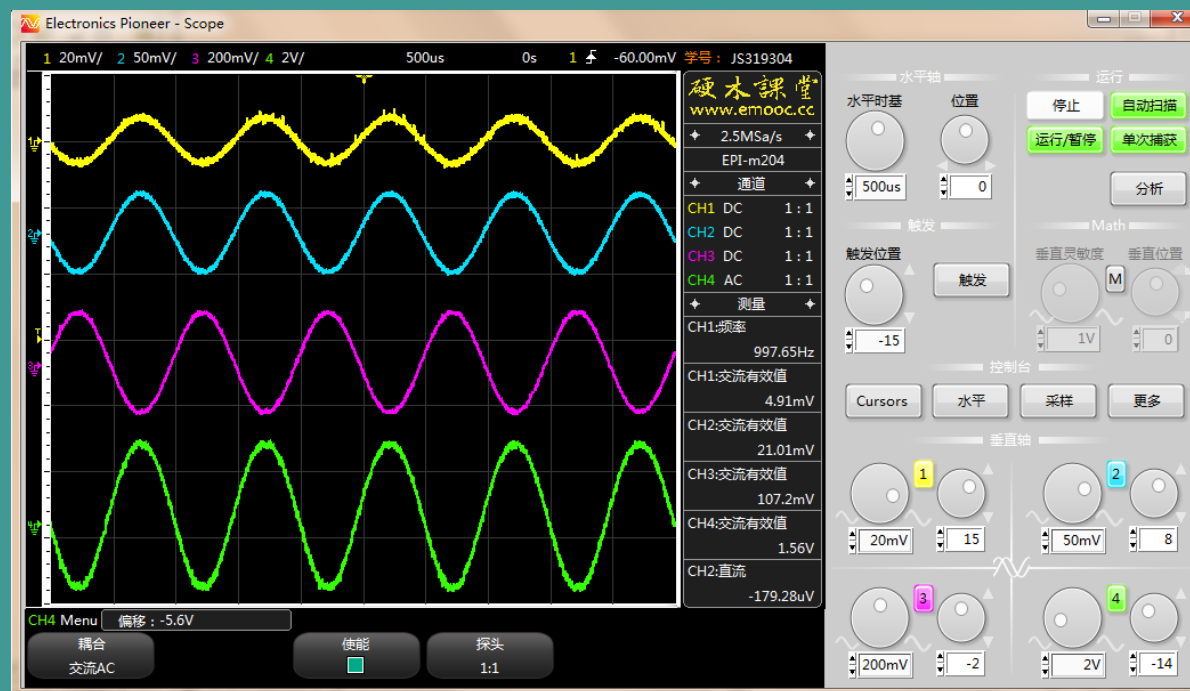 Electronics Pioneer - Scope
1 20mV/ 2 50mV/ 3 200mV/ 4 2V/ 500us 0s 1 -60.00mV 学号： JS319304
硬木課堂
www.emooc.cc
2.5MSa/s
EPI-m204
通道
CH1 DC 1 : 1
CH2 DC 1 : 1
CH3 DC 1 : 1
CH4 AC 1 : 1
测量
CH1:频率
997.65Hz
CH1:交流有效值
4.91mV
CH2:交流有效值
21.01mV
CH3:交流有效值
107.2mV
CH4:交流有效值
1.56V
CH2:直流
-179.28uV
1
2
T
3
4
CH4 Menu 偏移：-5.6V
耦合
交流AC
使能
探头
1:1
水平轴
水平时基 位置
500us 0
运行
停止 自动扫描
运行/暂停 单次捕获
分析
触发
触发位置
触发
-15
Math
垂直灵敏度 垂直位置
M
1V 0
控制台
Cursors 水平 采样 更多
垂直轴
1 2
20mV 15 50mV 8
3 4
200mV -2 2V -14